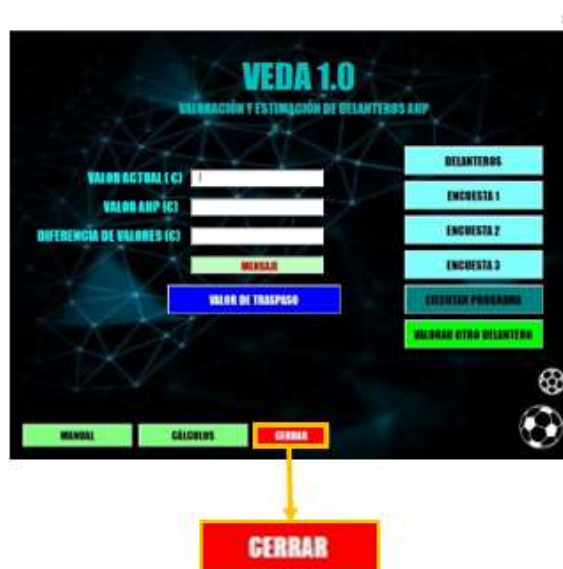 VEDA 1.0
VALORACIÓN Y ESTIMACIÓN DE DELANTEROS AHP
VALOR ACTUAL (€)
VALOR AHP (€)
DIFERENCIA DE VALORES (€)
MENSAJE
VALOR DE TRASPASO
DELANTEROS
ENCUESTA 1
ENCUESTA 2
ENCUESTA 3
EJECUTAR PROGRAMA
VALORAR OTRO DELANTERO
MANUAL
CÁLCULOS
CERRAR
CERRAR